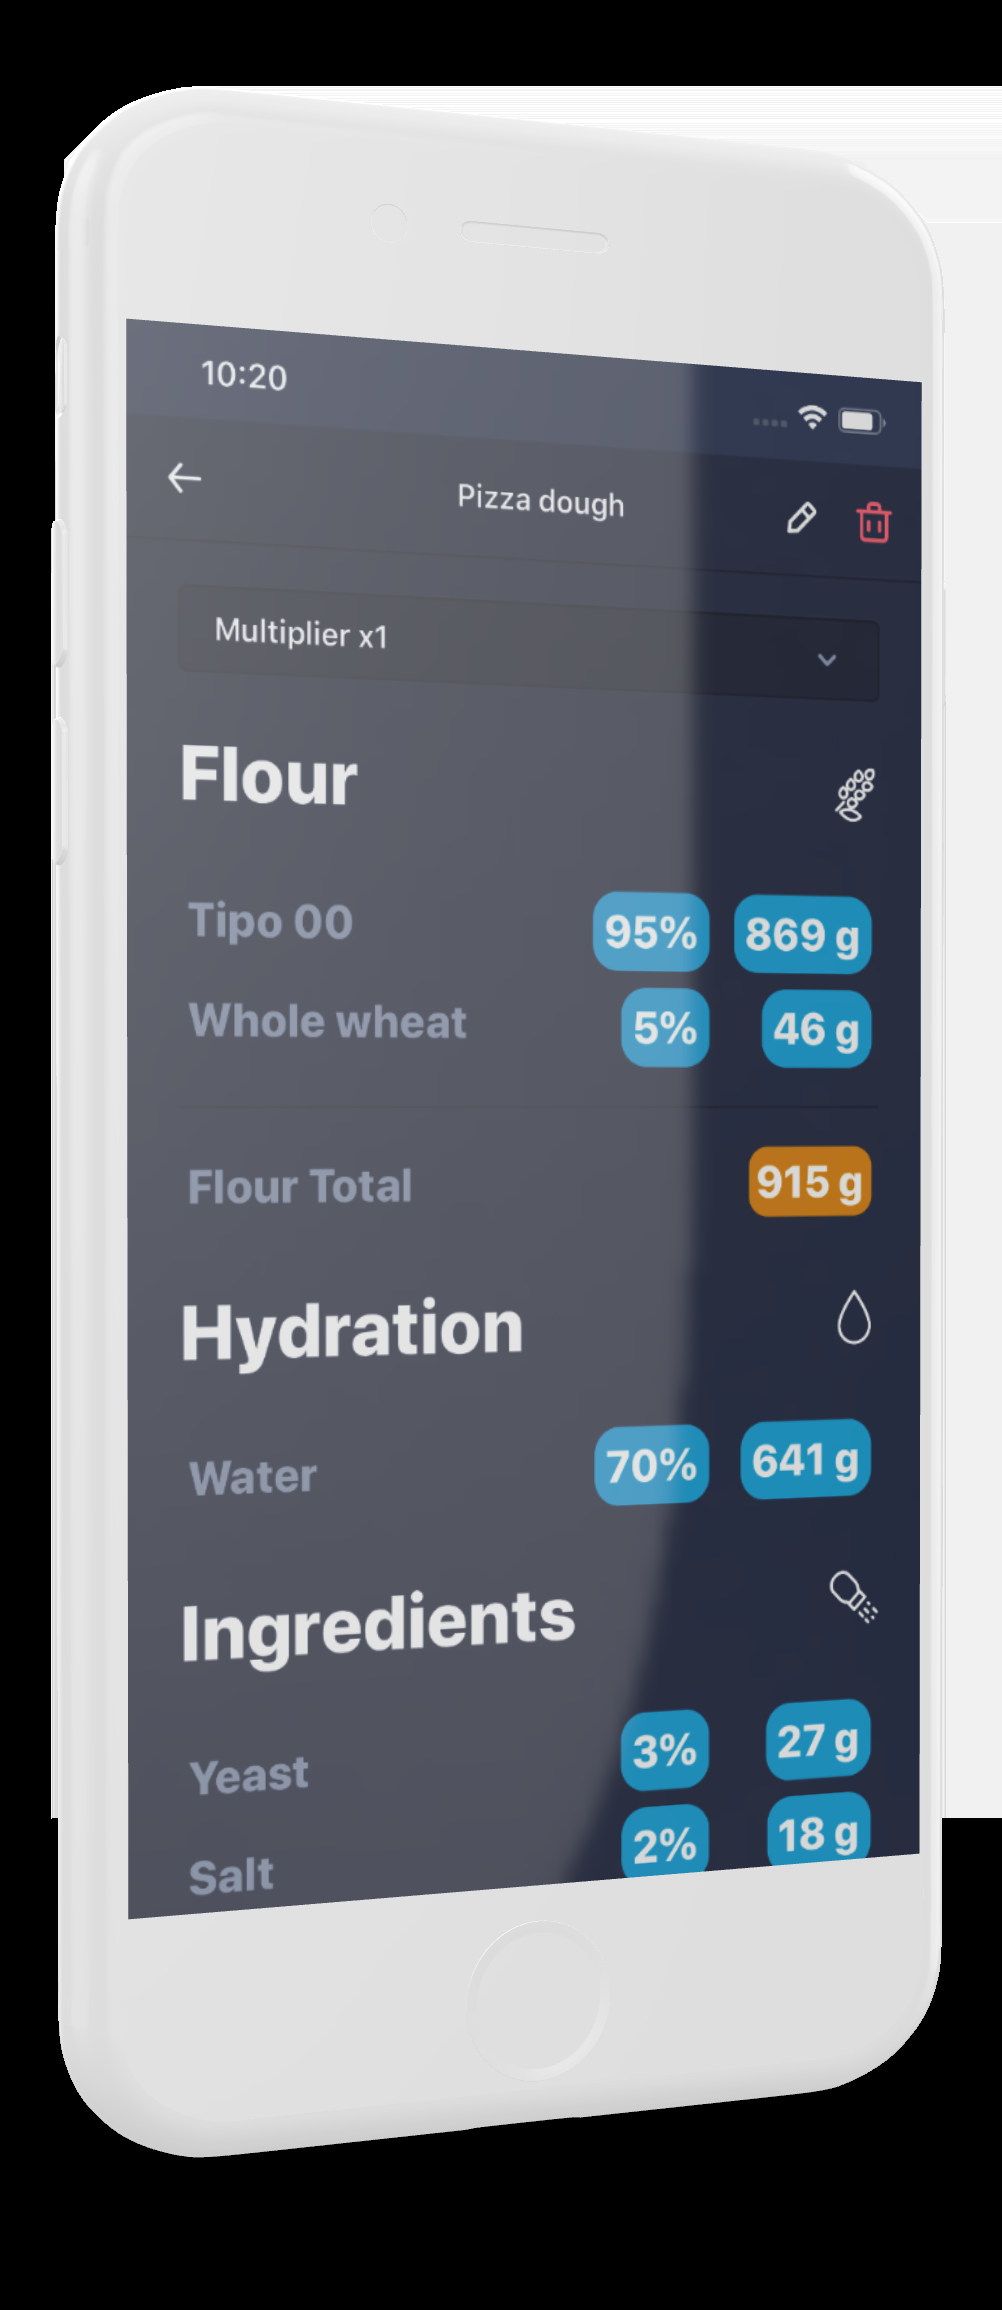 10:20
Pizza dough
Multiplier x1
Flour
Tipo 00 95% 869 g
Whole wheat 5% 46 g
Flour Total 915 g
Hydration
Water 70% 641 g
Ingredients
Yeast 3% 27 g
Salt 2% 18 g